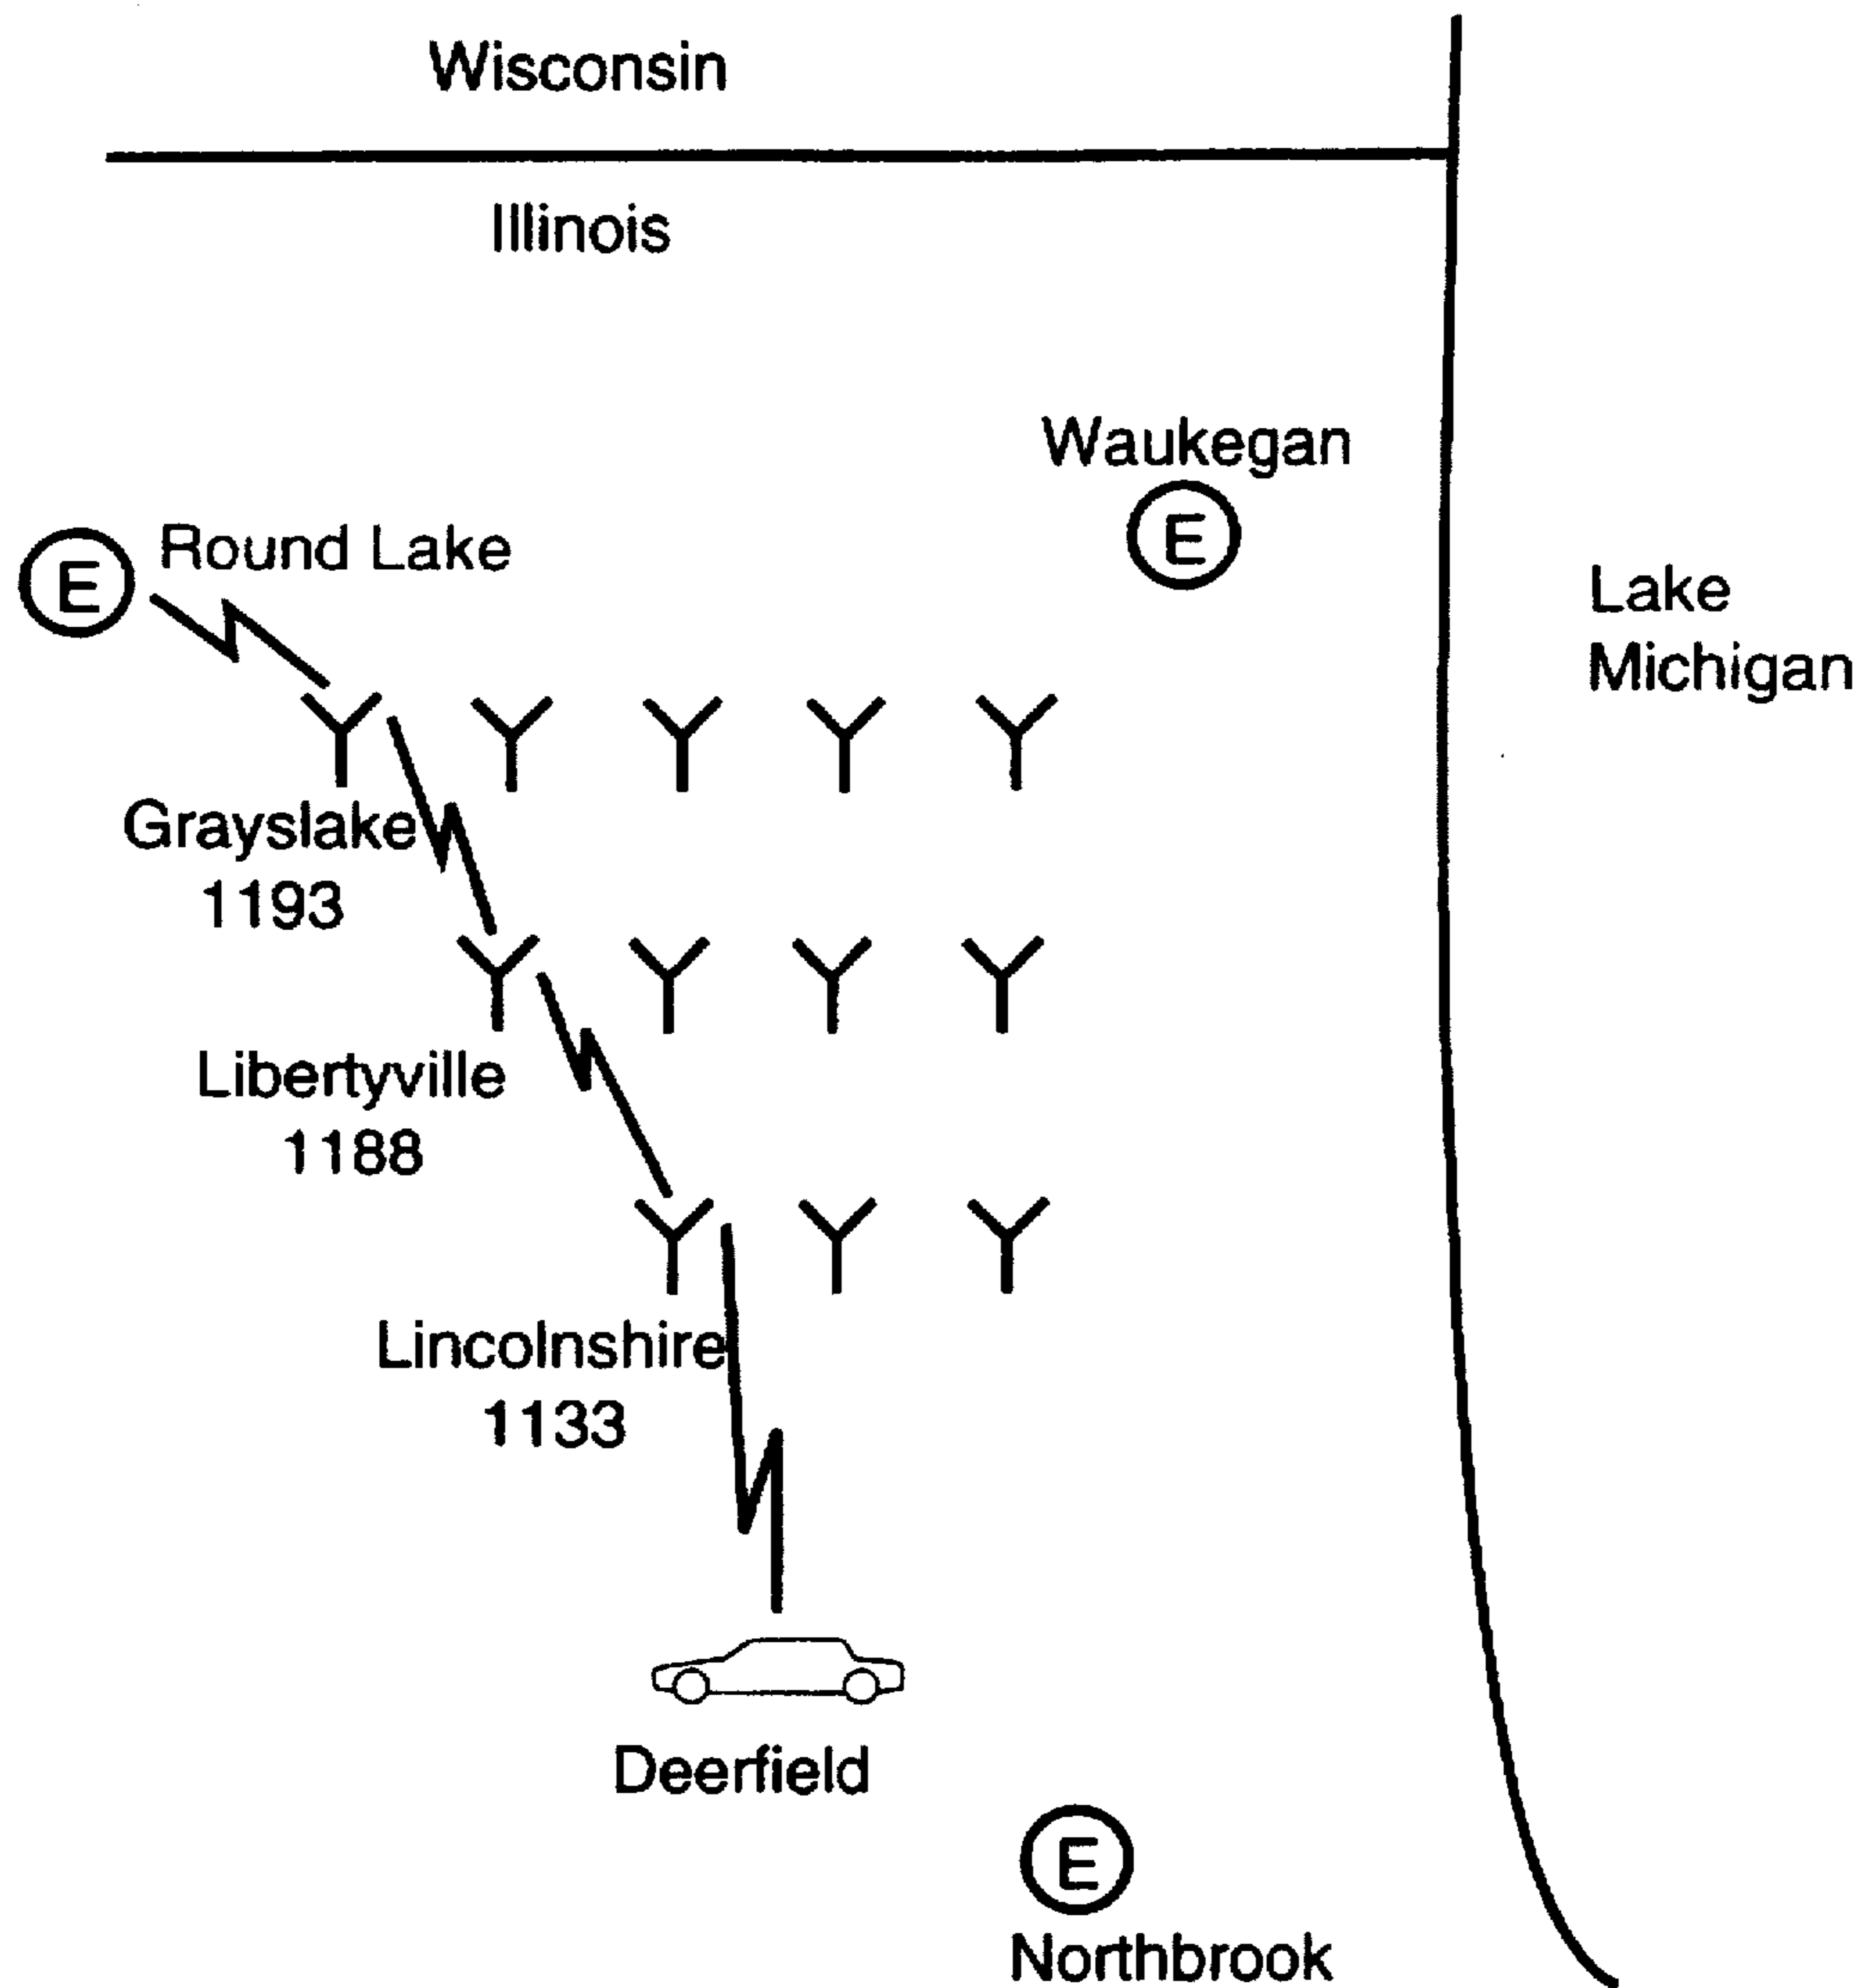 Wisconsin
Illinois
Waukegan
E
Round Lake
E
Lake
Michigan
Grayslake
1193
Libertyville
1188
Lincolnshire
1133
Deerfield
E
Northbrook